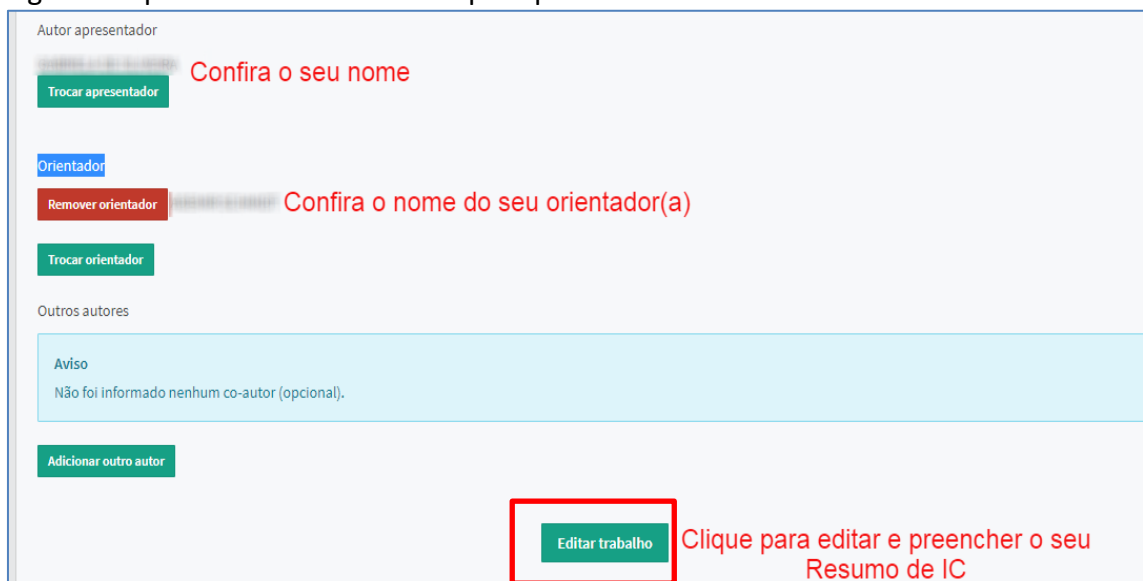 Autor apresentador
Confira o seu nome
Trocar apresentador
Orientador
Remover orientador
Confira o nome do seu orientador(a)
Trocar orientador
Outros autores
Aviso
Não foi informado nenhum co-autor (opcional).
Adicionar outro autor
Editar trabalho
Clique para editar e preencher o seu
Resumo de IC